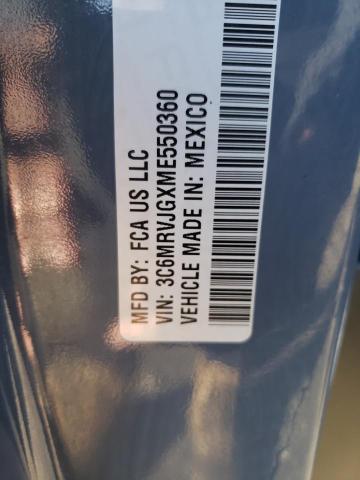 MFD BY: FCA US LLC
VIN: 3C6MRVJGXME550360
VEHICLE MADE IN: MEXICO